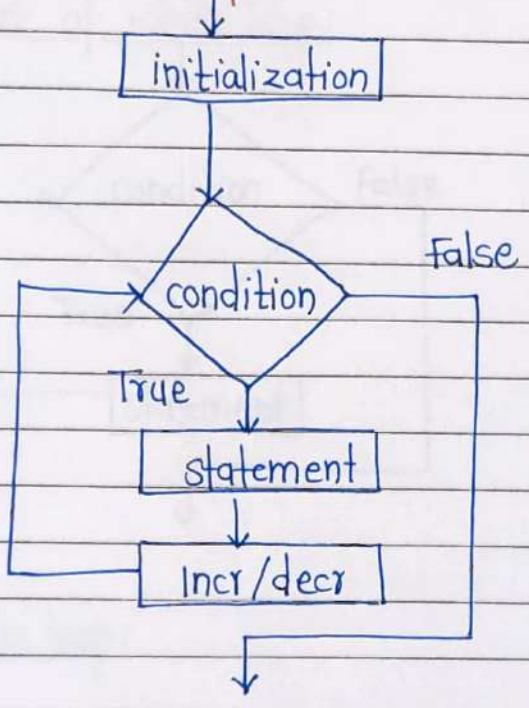 initialization
False
condition
True
statement
Incr/decr